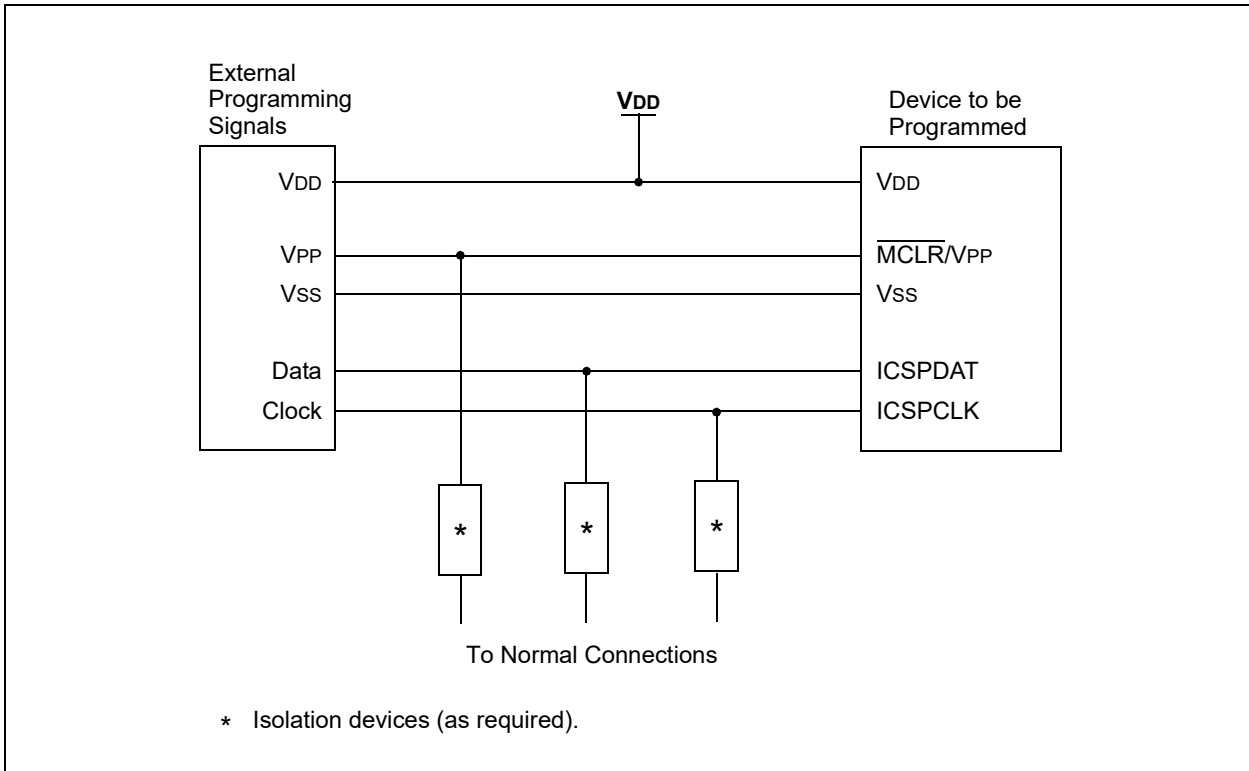 External
Programming
Signals
VDD
Device to be
Programmed
VDD
VDD
VPP
MCLR/VPP
VSS
VSS
Data
ICSPDAT
Clock
ICSPCLK
*
*
*
To Normal Connections
* Isolation devices (as required).